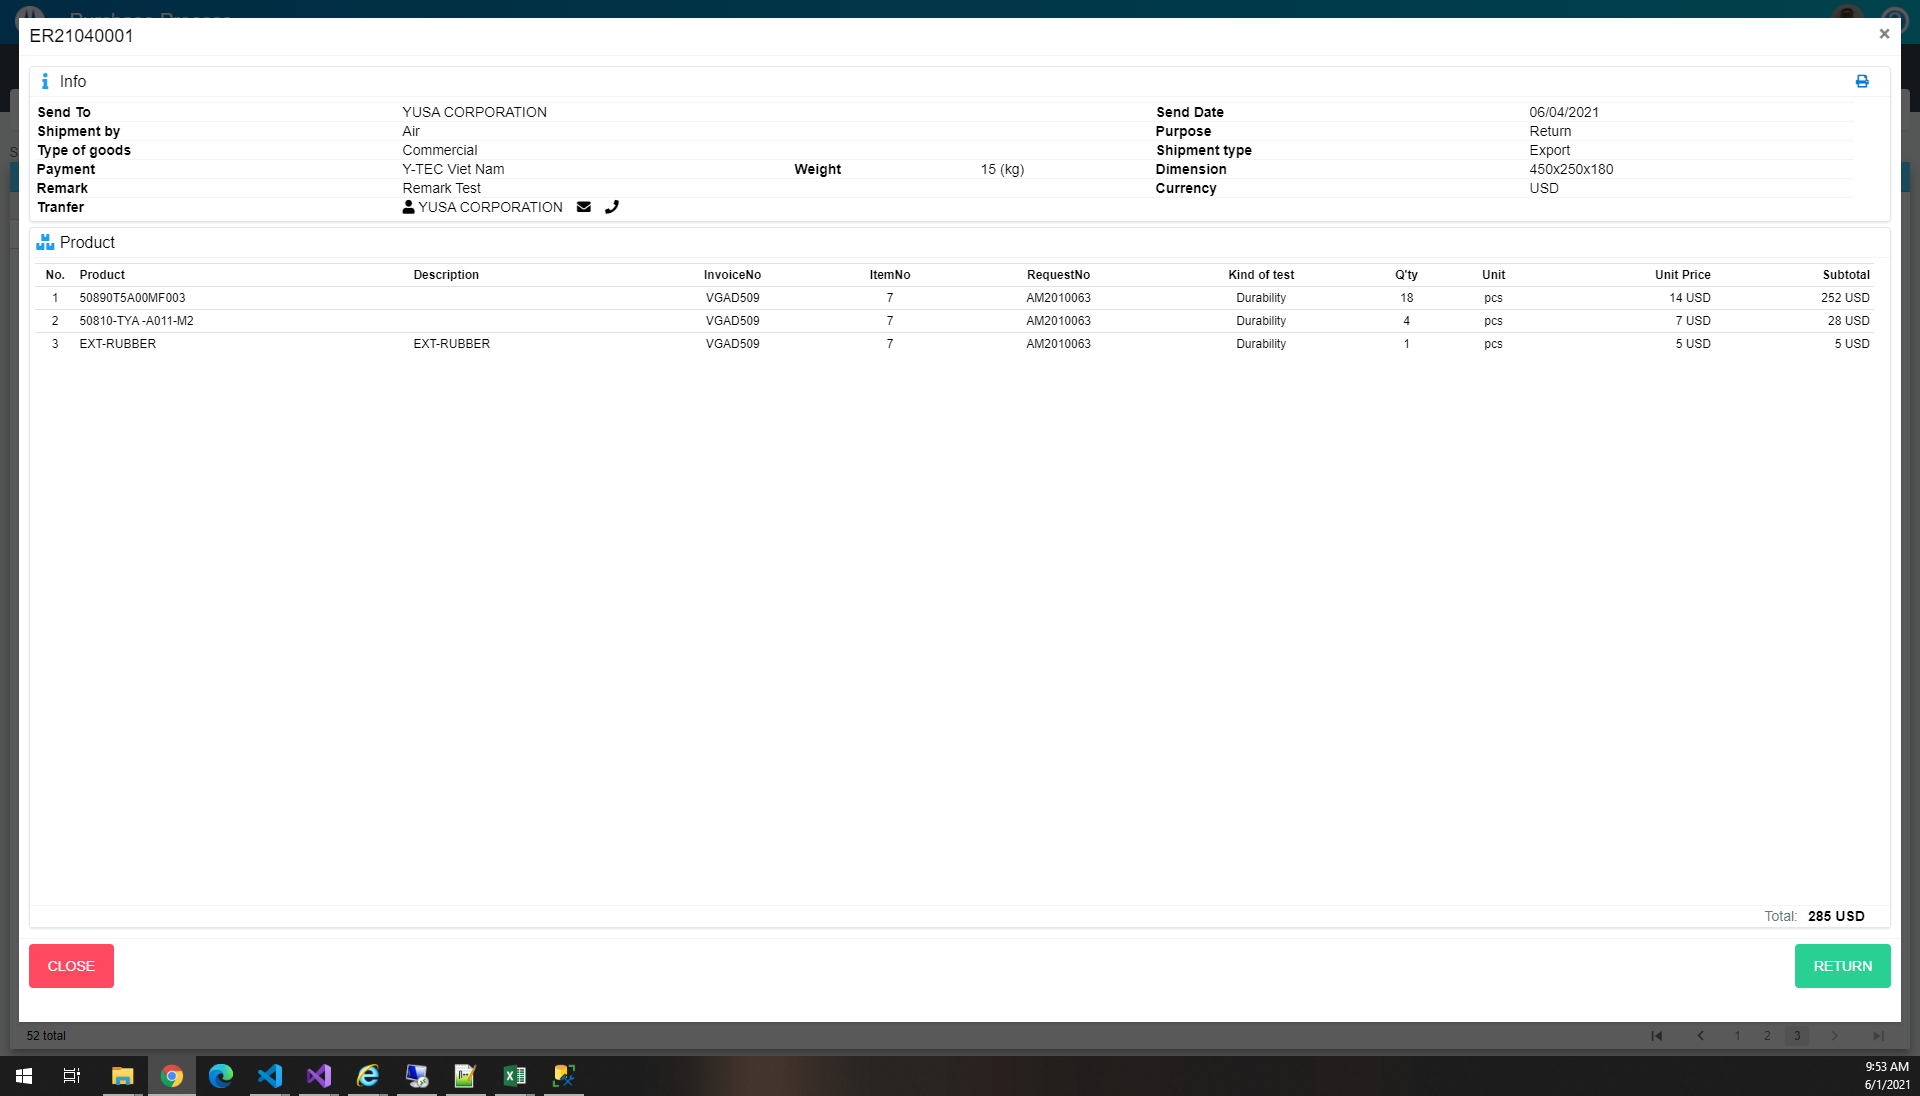 Purchase Process
ER21040001 ×
Info
Send To YUSA CORPORATION Send Date 06/04/2021
Shipment by Air Purpose Return
Type of goods Commercial Shipment type Export
Payment Y-TEC Viet Nam Weight 15 (kg) Dimension 450x250x180
Remark Remark Test Currency USD
Tranfer YUSA CORPORATION
Product
No. Product Description InvoiceNo ItemNo RequestNo Kind of test Q'ty Unit Unit Price Subtotal
1 50890T5A00MF003 VGAD509 7 AM2010063 Durability 18 pcs 14 USD 252 USD
2 50810-TYA -A011-M2 VGAD509 7 AM2010063 Durability 4 pcs 7 USD 28 USD
3 EXT-RUBBER EXT-RUBBER VGAD509 7 AM2010063 Durability 1 pcs 5 USD 5 USD
Total: 285 USD
CLOSE RETURN
52 total 1 2 3
9:53 AM
6/1/2021